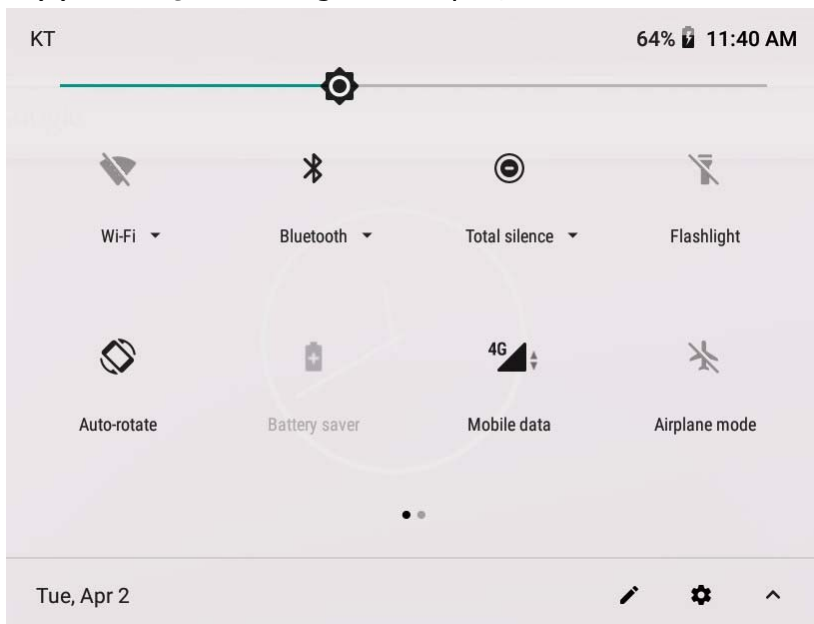 KT 64% 11:40 AM
Wi-Fi Bluetooth Total silence Flashlight
4G
Auto-rotate Battery saver Mobile data Airplane mode
Tue, Apr 2